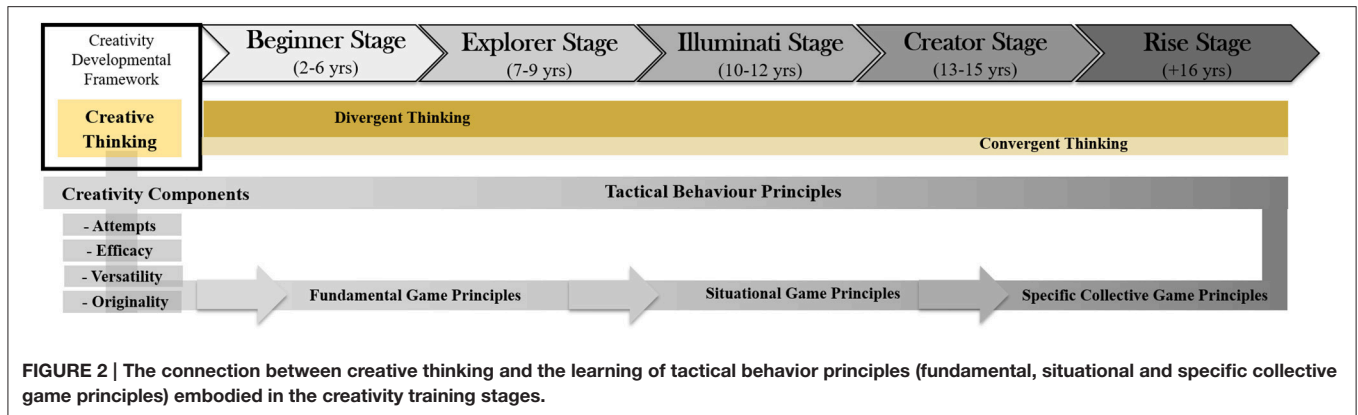 Creativity
Developmental
Framework
Creative
Thinking
Beginner Stage
(2-6 yrs)
Explorer Stage
(7-9 yrs)
Illuminati Stage
(10-12 yrs)
Creator Stage
(13-15 yrs)
Rise Stage
(+16 yrs)
Divergent Thinking
Convergent Thinking
Creativity Components
Tactical Behaviour Principles
- Attempts
- Efficacy
- Versatility
- Originality
Fundamental Game Principles
Situational Game Principles
Specific Collective Game Principles
FIGURE 2 | The connection between creative thinking and the learning of tactical behavior principles (fundamental, situational and specific collective
game principles) embodied in the creativity training stages.